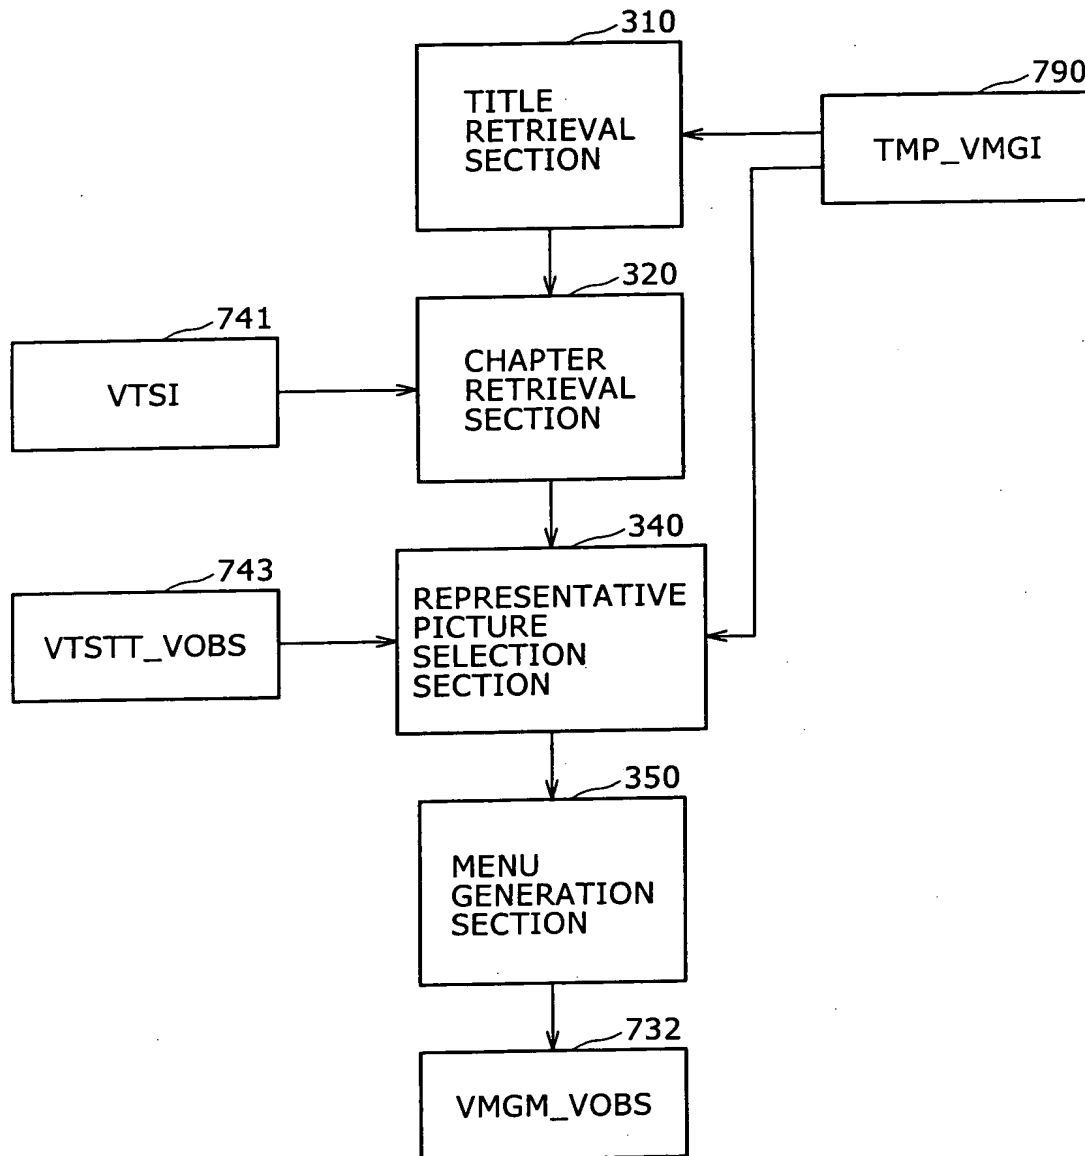 310
TITLE
RETRIEVAL
SECTION
790
TMP_VMGI
320
CHAPTER
RETRIEVAL
SECTION
741
VTSI
340
REPRESENTATIVE
PICTURE
SELECTION
SECTION
743
VTSTT_VOBS
350
MENU
GENERATION
SECTION
732
VMGM_VOBS